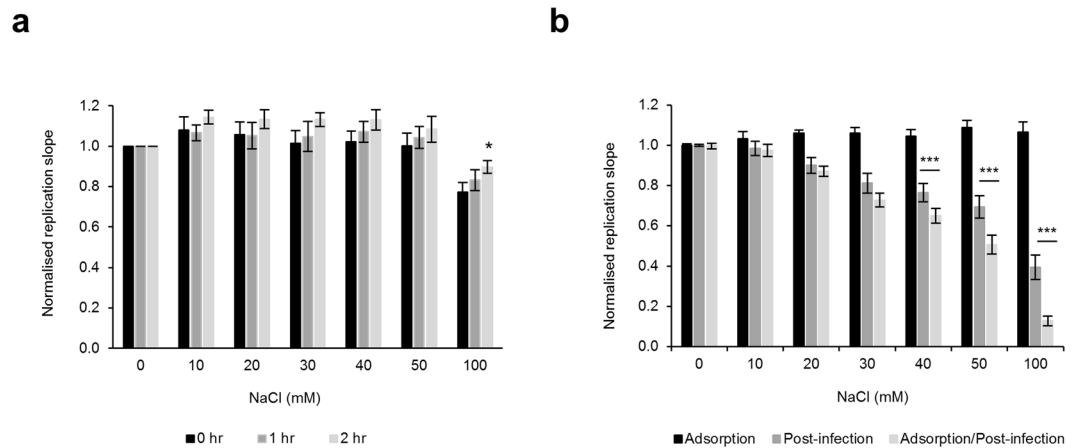 a
Normalised replication slope
1.2
1.0
0.8
0.6
0.4
0.2
0.0
*
0 10 20 30 40 50 100
NaCl (mM)
0 hr 1 hr 2 hr
b
Normalised replication slope
1.2
1.0
0.8
0.6
0.4
0.2
0.0
***
***
***
0 10 20 30 40 50 100
NaCl (mM)
Adsorption Post-infection Adsorption/Post-infection